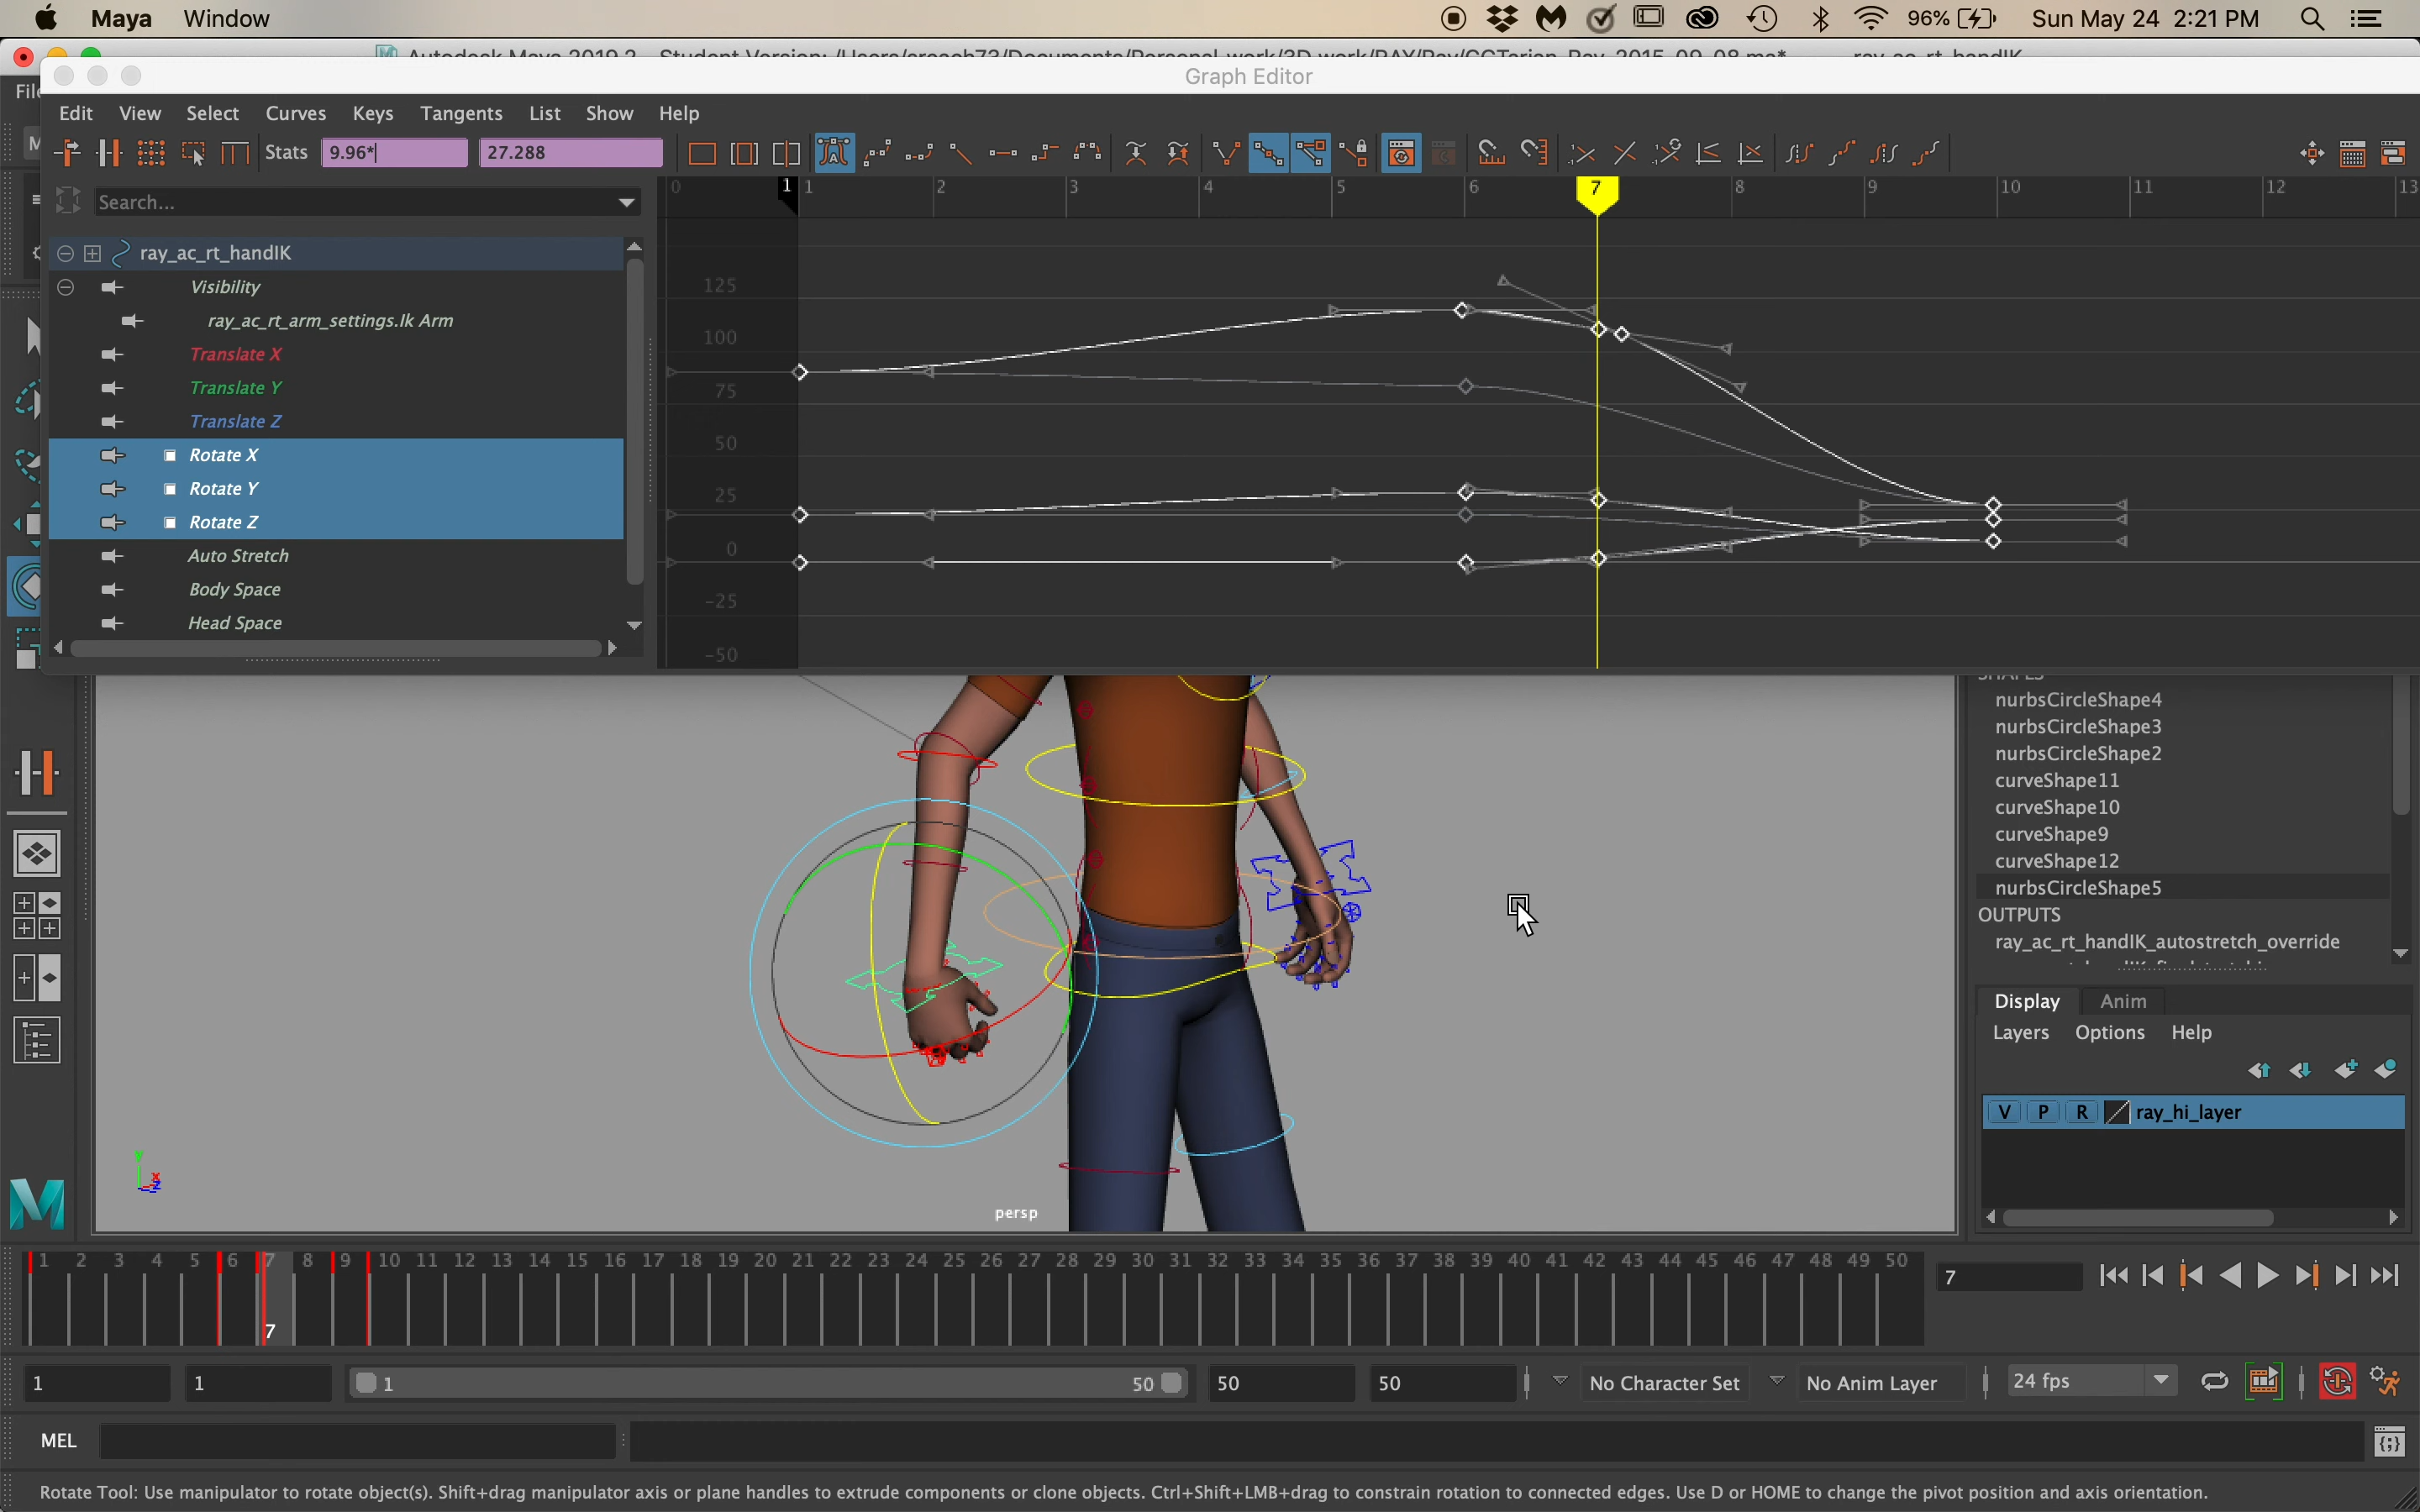 Maya Window 96% Sun May 24 2:21 PM
Graph Editor
Edit View Select Curves Keys Tangents List Show Help
Stats 9.96* 27.288
Search...
0 1 1 2 3 4 5 6 7 8 9 10 11 12 13
ray_ac_rt_handIK
Visibility
ray_ac_rt_arm_settings.Ik Arm
Translate X
Translate Y
Translate Z
Rotate X
Rotate Y
Rotate Z
Auto Stretch
Body Space
Head Space
125
100
75
50
25
0
-25
-50
nurbsCircleShape4
nurbsCircleShape3
nurbsCircleShape2
curveShape11
curveShape10
curveShape9
curveShape12
nurbsCircleShape5
OUTPUTS
ray_ac_rt_handIK_autostretch_override
Display Anim
Layers Options Help
V P R ray_hi_layer
persp
1 2 3 4 5 6 7 8 9 10 11 12 13 14 15 16 17 18 19 20 21 22 23 24 25 26 27 28 29 30 31 32 33 34 35 36 37 38 39 40 41 42 43 44 45 46 47 48 49 50
7
7
1 1 1 50 50 50 No Character Set No Anim Layer 24 fps
MEL
Rotate Tool: Use manipulator to rotate object(s). Shift+drag manipulator axis or plane handles to extrude components or clone objects. Ctrl+Shift+LMB+drag to constrain rotation to connected edges. Use D or HOME to change the pivot position and axis orientation.